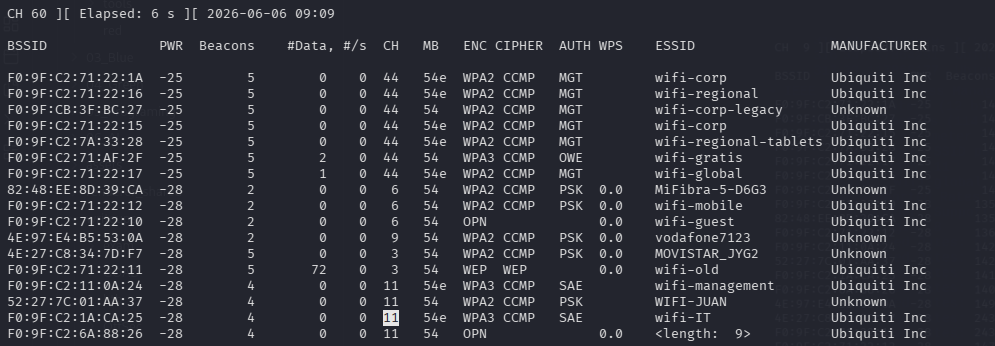 CH 60 ][ Elapsed: 6 s ][ 2026-06-06 09:09
BSSID PWR Beacons #Data, #/s CH MB ENC CIPHER AUTH WPS ESSID MANUFACTURER
F0:9F:C2:71:22:1A -25 5 0 0 44 54e WPA2 CCMP MGT wifi-corp Ubiquiti Inc
F0:9F:C2:71:22:16 -25 5 0 0 44 54e WPA2 CCMP MGT wifi-regional Ubiquiti Inc
F0:9F:CB:3F:BC:27 -25 5 0 0 44 54 WPA2 CCMP MGT wifi-corp-legacy Unknown
F0:9F:C2:71:22:15 -25 5 0 0 44 54e WPA2 CCMP MGT wifi-corp Ubiquiti Inc
F0:9F:C2:7A:33:28 -25 5 0 0 44 54e WPA2 CCMP MGT wifi-regional-tablets Ubiquiti Inc
F0:9F:C2:71:AF:2F -25 5 2 0 44 54 WPA3 CCMP OWE wifi-gratis Ubiquiti Inc
F0:9F:C2:71:22:17 -25 5 1 0 44 54e WPA2 CCMP MGT wifi-global Ubiquiti Inc
82:48:EE:8D:39:CA -28 2 0 0 6 54 WPA2 CCMP PSK 0.0 MiFibra-5-D6G3 Unknown
F0:9F:C2:71:22:12 -28 2 0 0 6 54 WPA2 CCMP PSK 0.0 wifi-mobile Ubiquiti Inc
F0:9F:C2:71:22:10 -28 2 0 0 6 54 OPN 0.0 wifi-guest Ubiquiti Inc
4E:97:E4:B5:53:0A -28 2 0 0 9 54 WPA2 CCMP PSK 0.0 vodafone7123 Unknown
4E:27:C8:34:7D:F7 -28 5 0 0 3 54 WPA2 CCMP PSK 0.0 MOVISTAR_JYG2 Unknown
F0:9F:C2:71:22:11 -28 5 72 0 3 54 WEP WEP 0.0 wifi-old Ubiquiti Inc
F0:9F:C2:11:0A:24 -28 4 0 0 11 54e WPA3 CCMP SAE wifi-management Ubiquiti Inc
52:27:7C:01:AA:37 -28 4 0 0 11 54 WPA2 CCMP PSK WIFI-JUAN Unknown
F0:9F:C2:1A:CA:25 -28 4 0 0 11 54e WPA3 CCMP SAE wifi-IT Ubiquiti Inc
F0:9F:C2:6A:88:26 -28 4 0 0 11 54 OPN 0.0 <length: 9> Ubiquiti Inc